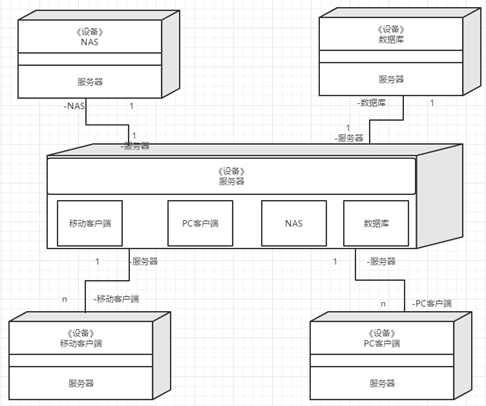 《设备》
NAS
服务器
《设备》
数据库
服务器
-NAS
1
-数据库
1
1
-服务器
1
-服务器
《设备》
服务器
移动客户端
PC客户端
NAS
数据库
1
-服务器
1
-服务器
n
-移动客户端
n
-PC客户端
《设备》
移动客户端
服务器
《设备》
PC客户端
服务器